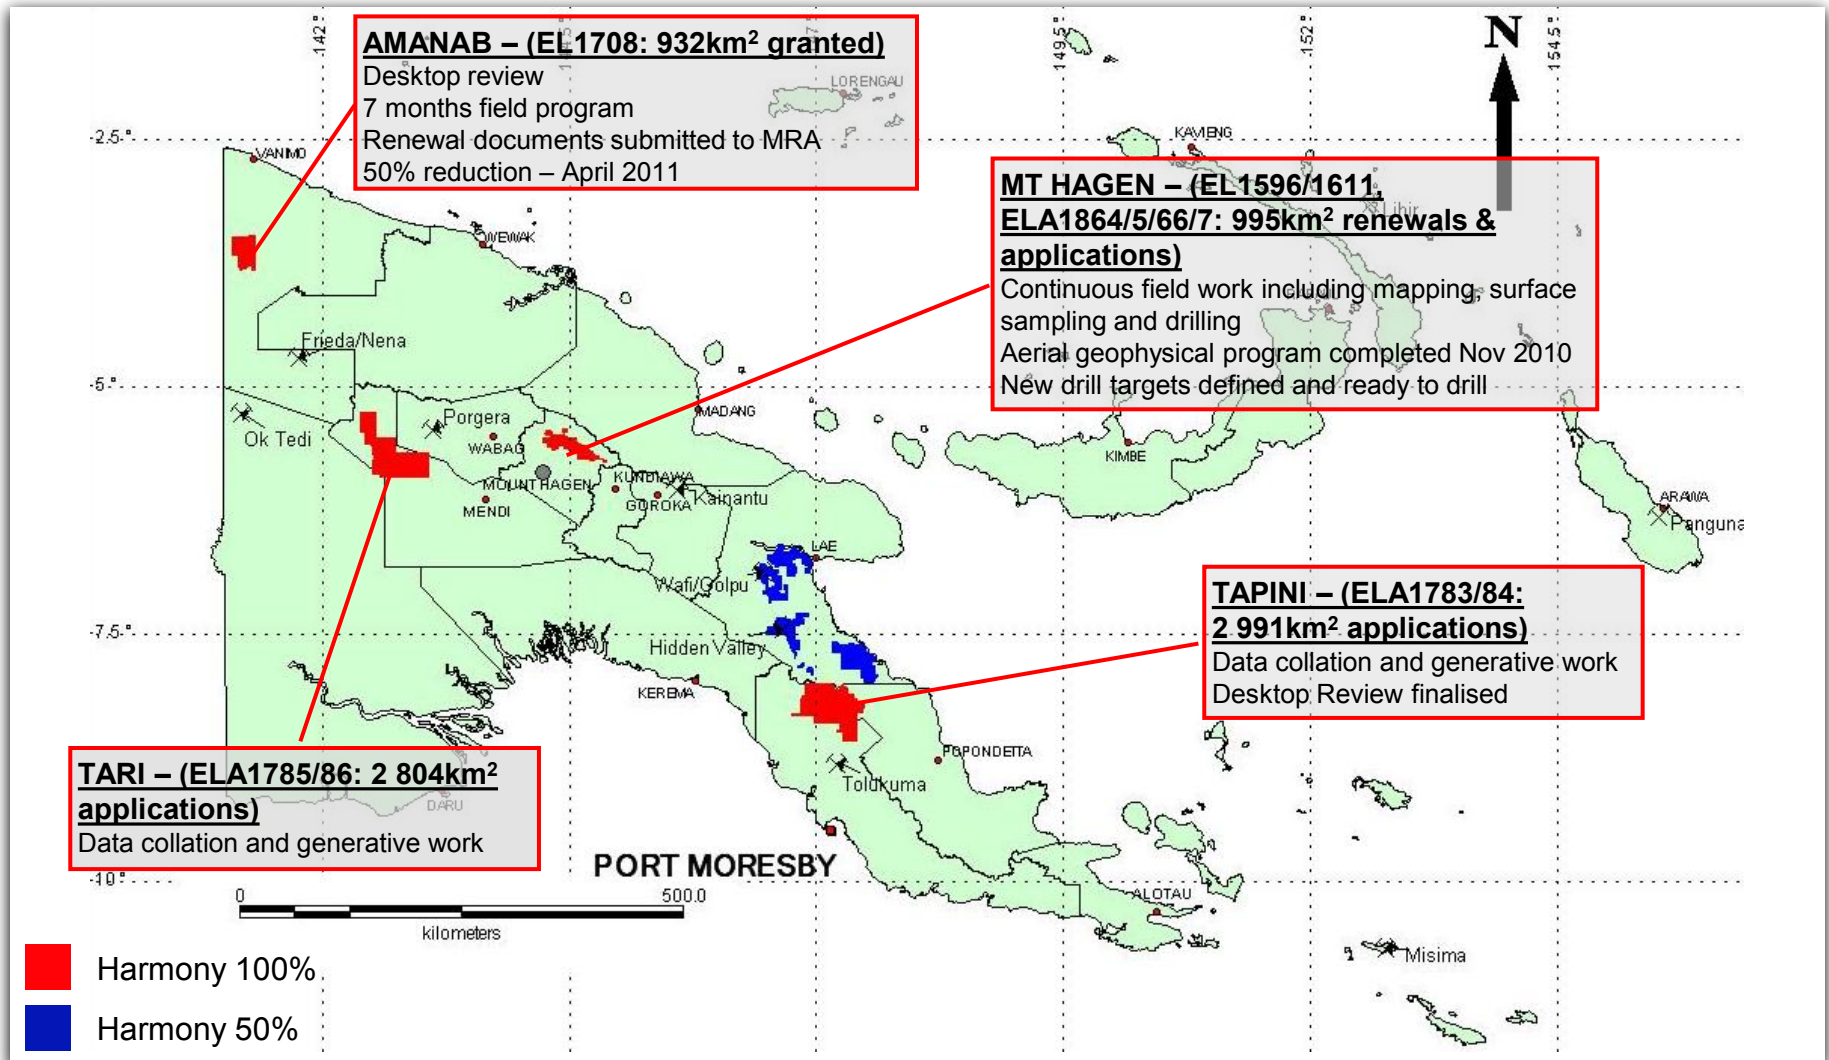 142°
144.5°
147°
149.5°
152°
154.5°
N
AMANAB – (EL1708: 932km² granted)
Desktop review
7 months field program
Renewal documents submitted to MRA
50% reduction – April 2011
LORENGAU
-2.5°
VANIMO
KAVIENG
MT HAGEN – (EL1596/1611,
ELA1864/5/66/7: 995km² renewals &
applications)
Continuous field work including mapping, surface
sampling and drilling
Aerial geophysical program completed Nov 2010
New drill targets defined and ready to drill
Lihir
WEWAK
Frieda/Nena
-5°
MADANG
Ok Tedi
Porgera
WABAG
KIMBE
MOUNT HAGEN
KUNDIAWA
MENDI
GOROKA
Kainantu
ARAWA
Panguna
LAE
Wafi/Golpu
TAPINI – (ELA1783/84:
2 991km² applications)
Data collation and generative work
Desktop Review finalised
-7.5°
Hidden Valley
KEREMA
POPONDETTA
TARI – (ELA1785/86: 2 804km²
applications)
Data collation and generative work
DARU
Tolukuma
PORT MORESBY
-10°
0
500.0
kilometers
ALOTAU
Misima
Harmony 100%
Harmony 50%